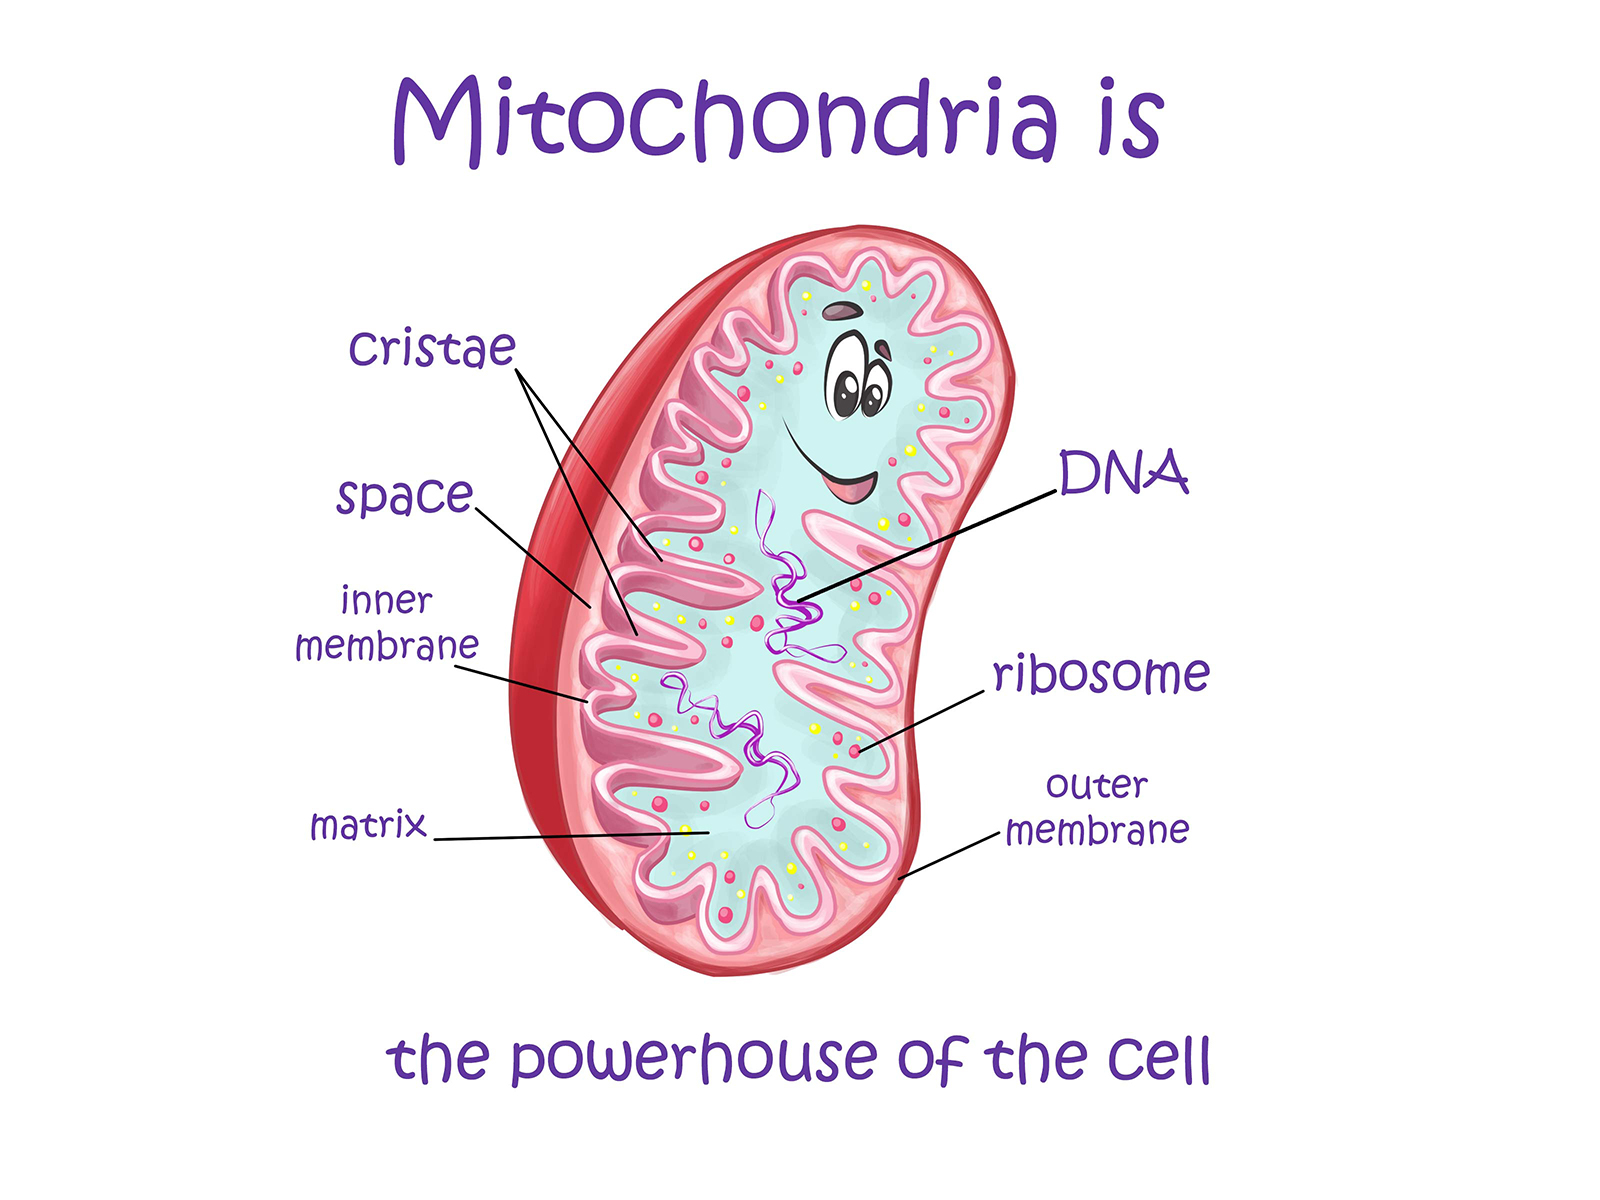 Mitochondria is
cristae
space
inner
membrane
matrix
DNA
ribosome
outer
membrane
the powerhouse of the cell